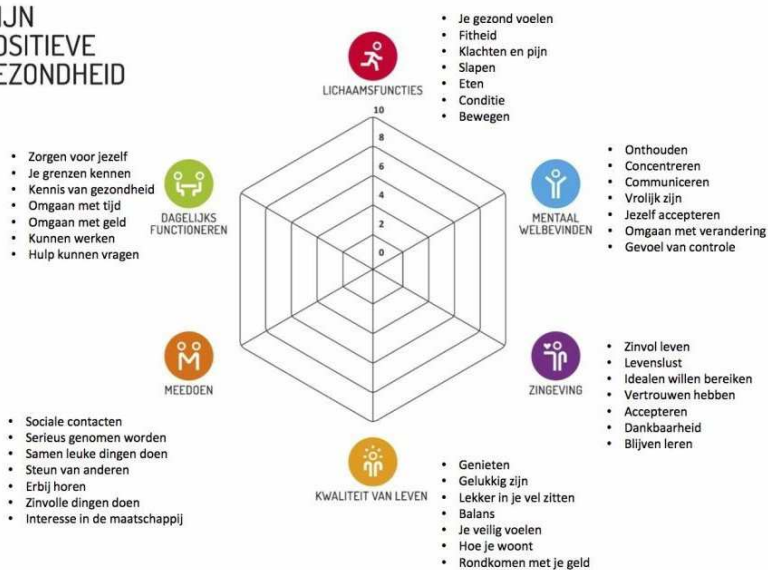 IJN
OSITIEVE
EZONDHEID
LICHAAMSFUNCTIES
• Je gezond voelen
• Fitheid
• Klachten en pijn
• Slapen
• Eten
• Conditie
• Bewegen
10
8
6
4
2
0
MENTAAL
WELBEVINDEN
• Onthouden
• Concentreren
• Communiceren
• Vrolijk zijn
• Jezelf accepteren
• Omgaan met verandering
• Gevoel van controle
ZINGEVING
• Zinvol leven
• Levenslust
• Idealen willen bereiken
• Vertrouwen hebben
• Accepteren
• Dankbaarheid
• Blijven leren
KWALITEIT VAN LEVEN
• Genieten
• Gelukkig zijn
• Lekker in je vel zitten
• Balans
• Je veilig voelen
• Hoe je woont
• Rondkomen met je geld
MEEDOEN
• Sociale contacten
• Serieus genomen worden
• Samen leuke dingen doen
• Steun van anderen
• Erbij horen
• Zinvolle dingen doen
• Interesse in de maatschappij
DAGELIJKS
FUNCTIONEREN
• Zorgen voor jezelf
• Je grenzen kennen
• Kennis van gezondheid
• Omgaan met tijd
• Omgaan met geld
• Kunnen werken
• Hulp kunnen vragen